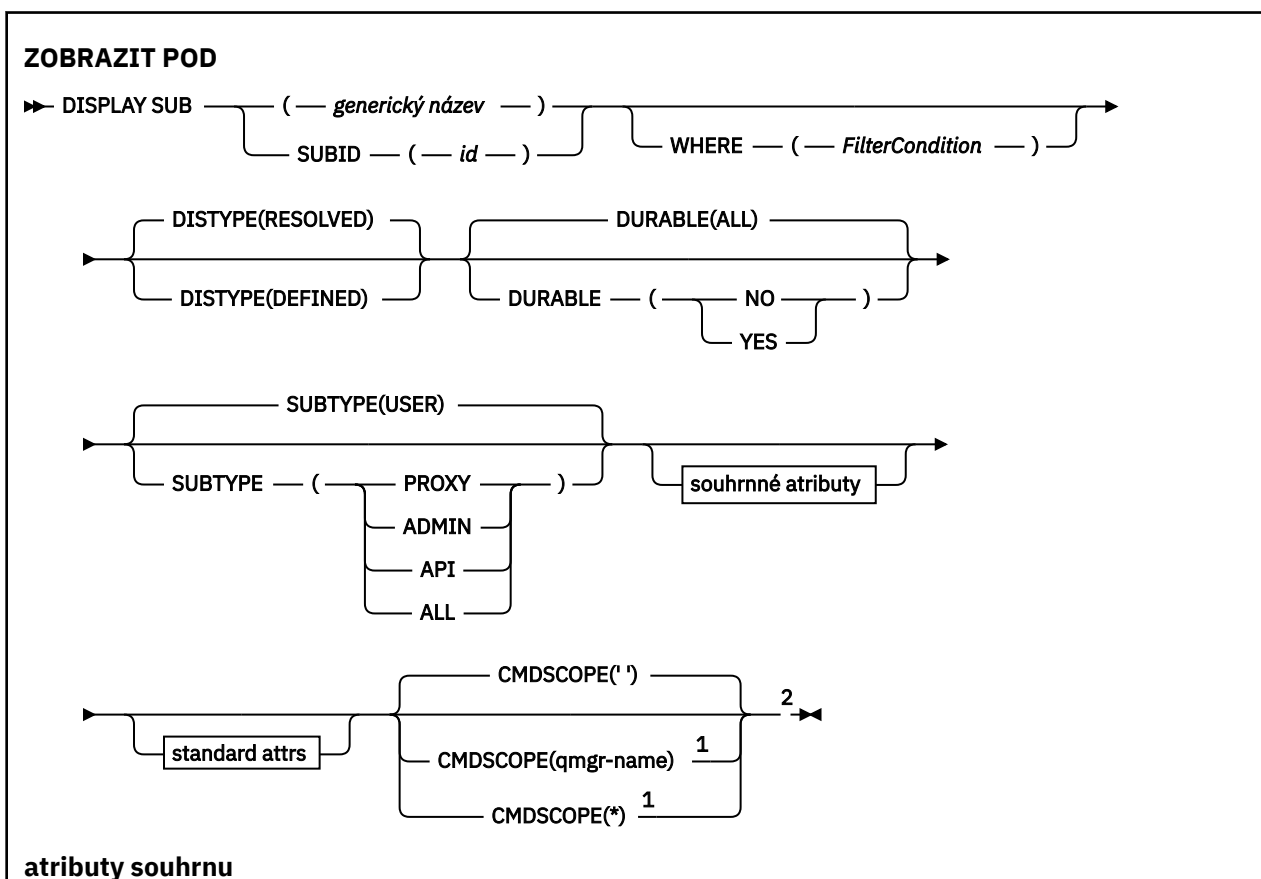 ZOBRAZIT POD
DISPLAY SUB ( generický název )
SUBID ( id )
WHERE ( FilterCondition )
DISTYPE(RESOLVED)
DISTYPE(DEFINED)
DURABLE(ALL)
DURABLE ( NO )
YES
SUBTYPE(USER)
SUBTYPE ( PROXY )
ADMIN
API
ALL
souhrnné atributy
standard attrs
CMDSCOPE(' ')
CMDSCOPE(qmgr-name) 1
CMDSCOPE(*) 1
2
atributy souhrnu